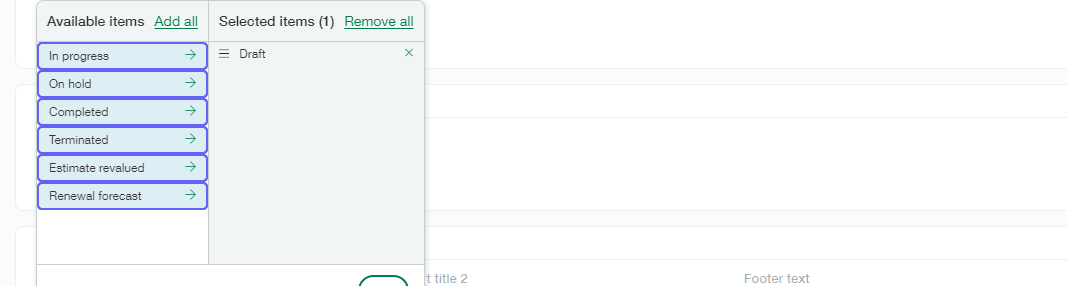 Available items Add all Selected items (1) Remove all
In progress
Draft
On hold
Completed
Terminated
Estimate revalued
Renewal forecast
t title 2 Footer text